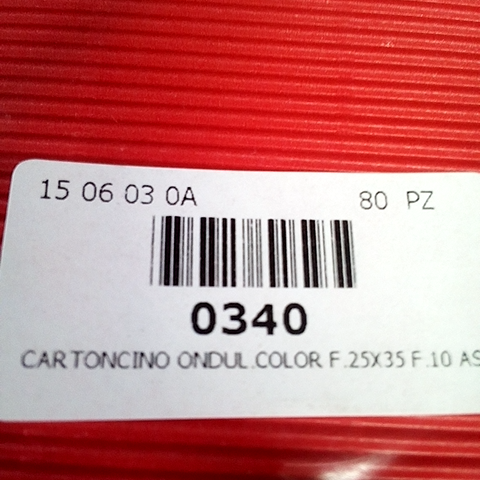 15 06 03 0A 80 PZ
0340
CARTONCINO ONDUL.COLOR F.25X35 F.10 AS